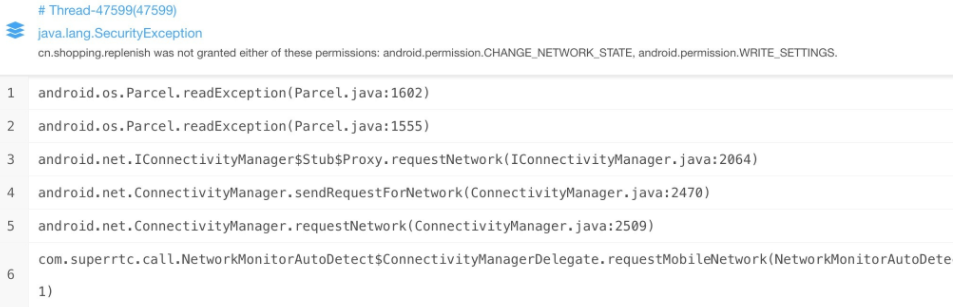 # Thread-47599(47599)
java.lang.SecurityException
cn.shopping.replenish was not granted either of these permissions: android.permission.CHANGE_NETWORK_STATE, android.permission.WRITE_SETTINGS.
1 android.os.Parcel.readException(Parcel.java:1602)
2 android.os.Parcel.readException(Parcel.java:1555)
3 android.net.IConnectivityManager$Stub$Proxy.requestNetwork(IConnectivityManager.java:2064)
4 android.net.ConnectivityManager.sendRequestForNetwork(ConnectivityManager.java:2470)
5 android.net.ConnectivityManager.requestNetwork(ConnectivityManager.java:2509)
com.superrtc.call.NetworkMonitorAutoDetect$ConnectivityManagerDelegate.requestMobileNetwork(NetworkMonitorAutoDete
6
1)